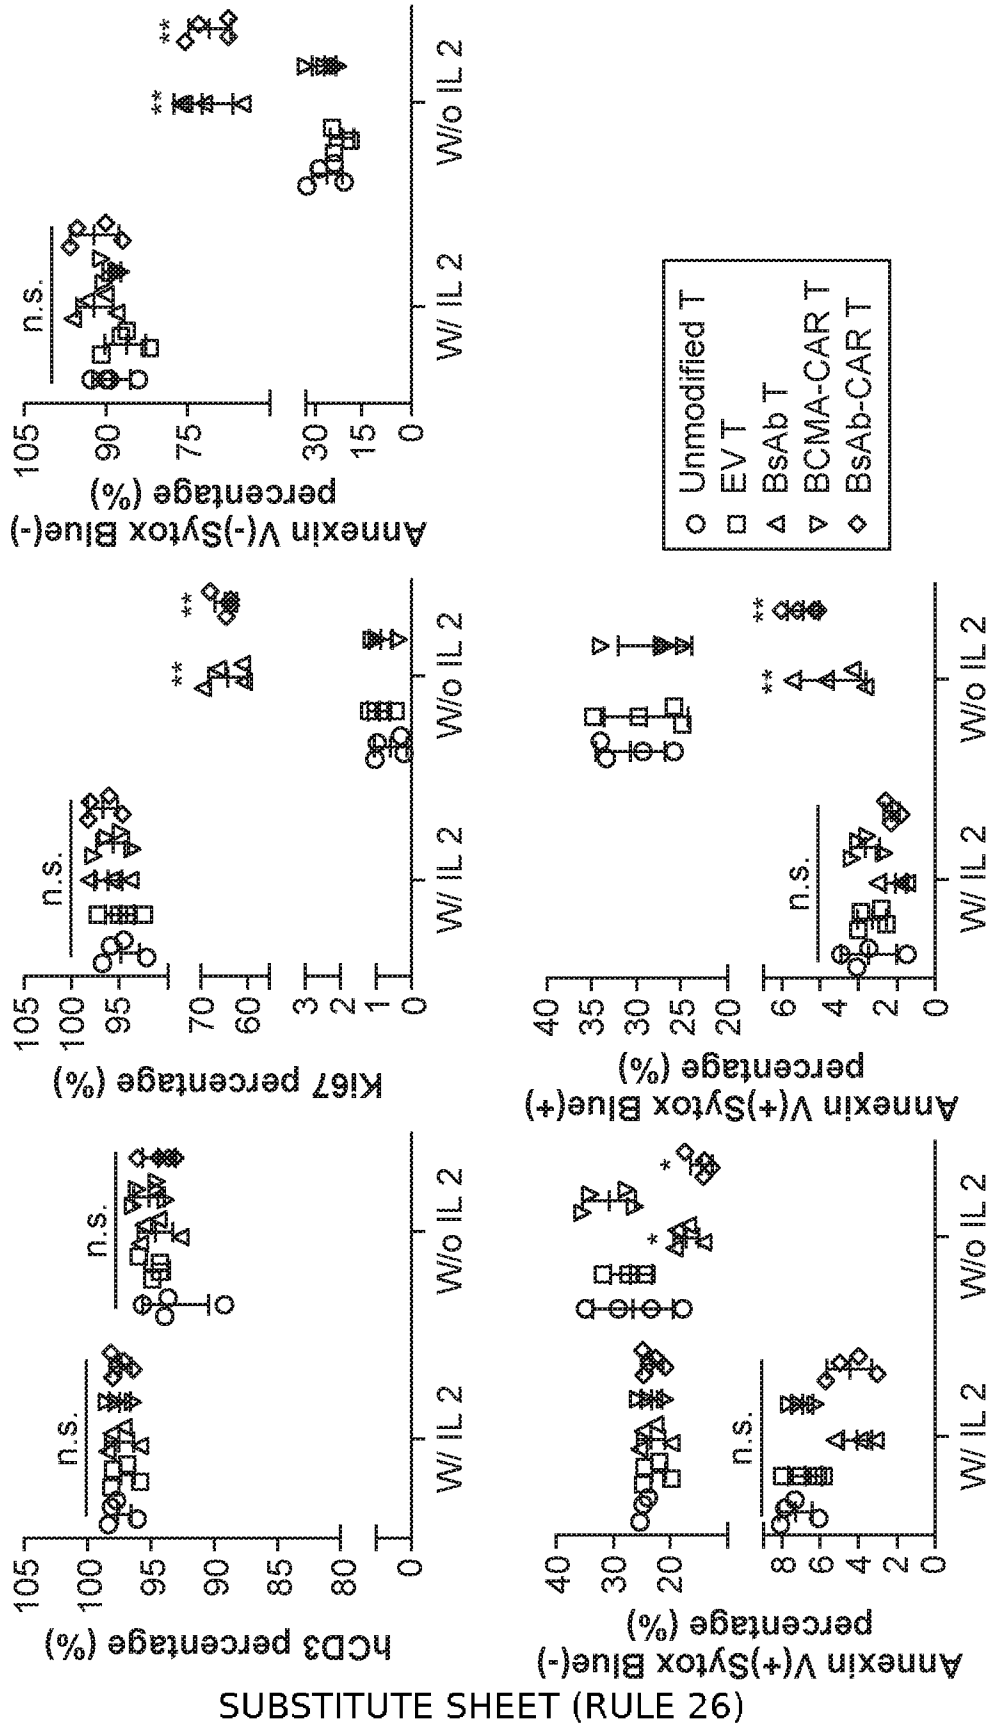 hCD3 percentage (%)
105
100
95
90
85
80
0
n.s.
n.s.
W/ IL 2
W/o IL 2
Ki67 percentage (%)
105
100
95
70
60
3
2
1
0
n.s.
**
**
W/ IL 2
W/o IL 2
Annexin V(-)Sytox Blue(-)
percentage (%)
105
90
75
30
15
0
n.s.
**
**
W/ IL 2
W/o IL 2
Annexin V(+)Sytox Blue(-)
percentage (%)
40
30
20
8
6
4
2
0
n.s.
*
*
W/ IL 2
W/o IL 2
Annexin V(+)Sytox Blue(+)
percentage (%)
40
35
30
25
20
6
4
2
0
n.s.
**
**
W/ IL 2
W/o IL 2
Unmodified T
EV T
BsAb T
BCMA-CAR T
BsAb-CAR T
SUBSTITUTE SHEET (RULE 26)